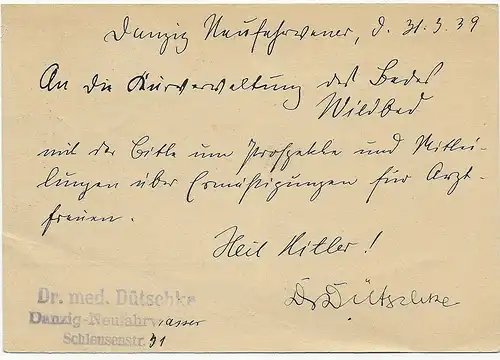 Danzig Neufahrwasser, d. 31.3.39
An die Kurverwaltung des Bades
Wildbad
mit der Bitte um Prospekte und Mittei-
lungen über Ermäßigungen für Arzt-
frauen.
Heil Hitler!
Dr Dütschke
Dr. med. Dütschke
Danzig-Neufahrwasser
Schleusenstr. 31